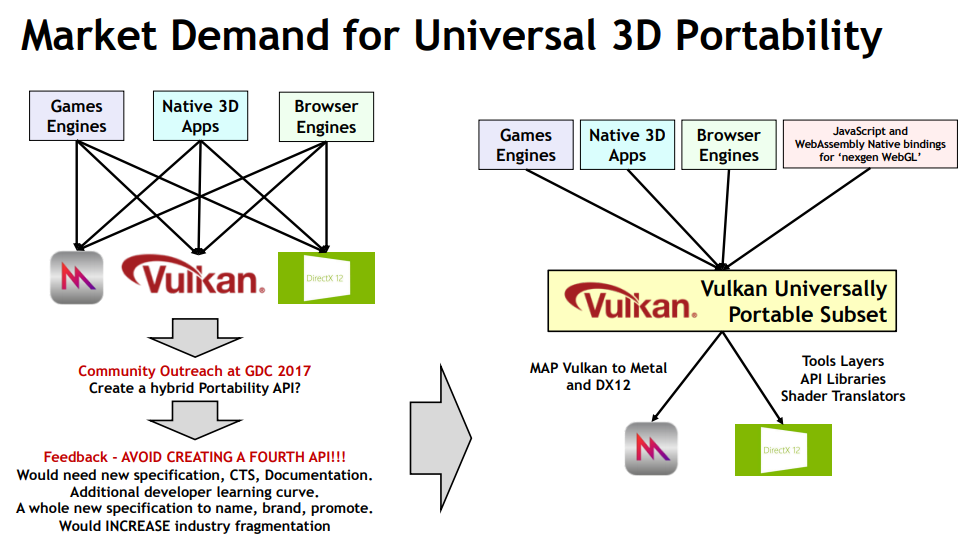 Market Demand for Universal 3D Portability
Games
Engines
Native 3D
Apps
Browser
Engines
Vulkan®
DirectX 12
Community Outreach at GDC 2017
Create a hybrid Portability API?
Feedback - AVOID CREATING A FOURTH API!!!
Would need new specification, CTS, Documentation.
Additional developer learning curve.
A whole new specification to name, brand, promote.
Would INCREASE industry fragmentation
Games
Engines
Native 3D
Apps
Browser
Engines
JavaScript and
WebAssembly Native bindings
for ‘nexgen WebGL’
Vulkan®
Vulkan Universally
Portable Subset
MAP Vulkan to Metal
and DX12
Tools Layers
API Libraries
Shader Translators
DirectX 12